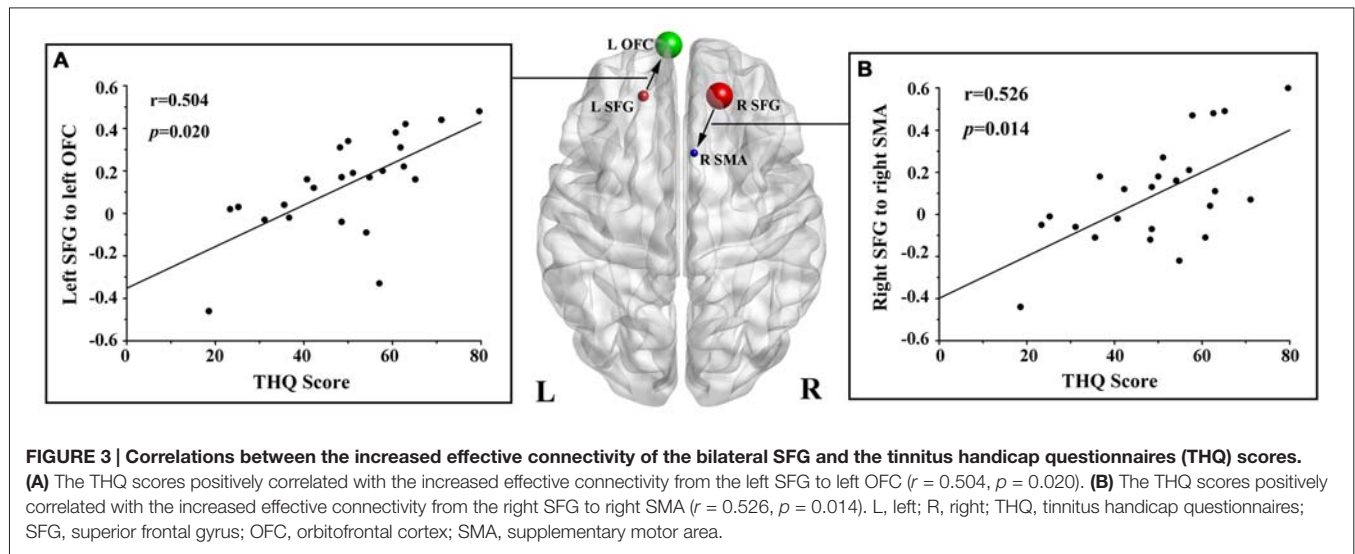 A
Left SFG to left OFC
0.6
0.4
0.2
0
-0.2
-0.4
-0.6
r=0.504
p=0.020
0 20 40 60 80
THQ Score
L OFC
L SFG
R SFG
R SMA
L
R
B
Right SFG to right SMA
0.6
0.4
0.2
0
-0.2
-0.4
-0.6
r=0.526
p=0.014
0 20 40 60 80
THQ Score
FIGURE 3 | Correlations between the increased effective connectivity of the bilateral SFG and the tinnitus handicap questionnaires (THQ) scores.
(A) The THQ scores positively correlated with the increased effective connectivity from the left SFG to left OFC (r = 0.504, p = 0.020). (B) The THQ scores positively
correlated with the increased effective connectivity from the right SFG to right SMA (r = 0.526, p = 0.014). L, left; R, right; THQ, tinnitus handicap questionnaires;
SFG, superior frontal gyrus; OFC, orbitofrontal cortex; SMA, supplementary motor area.